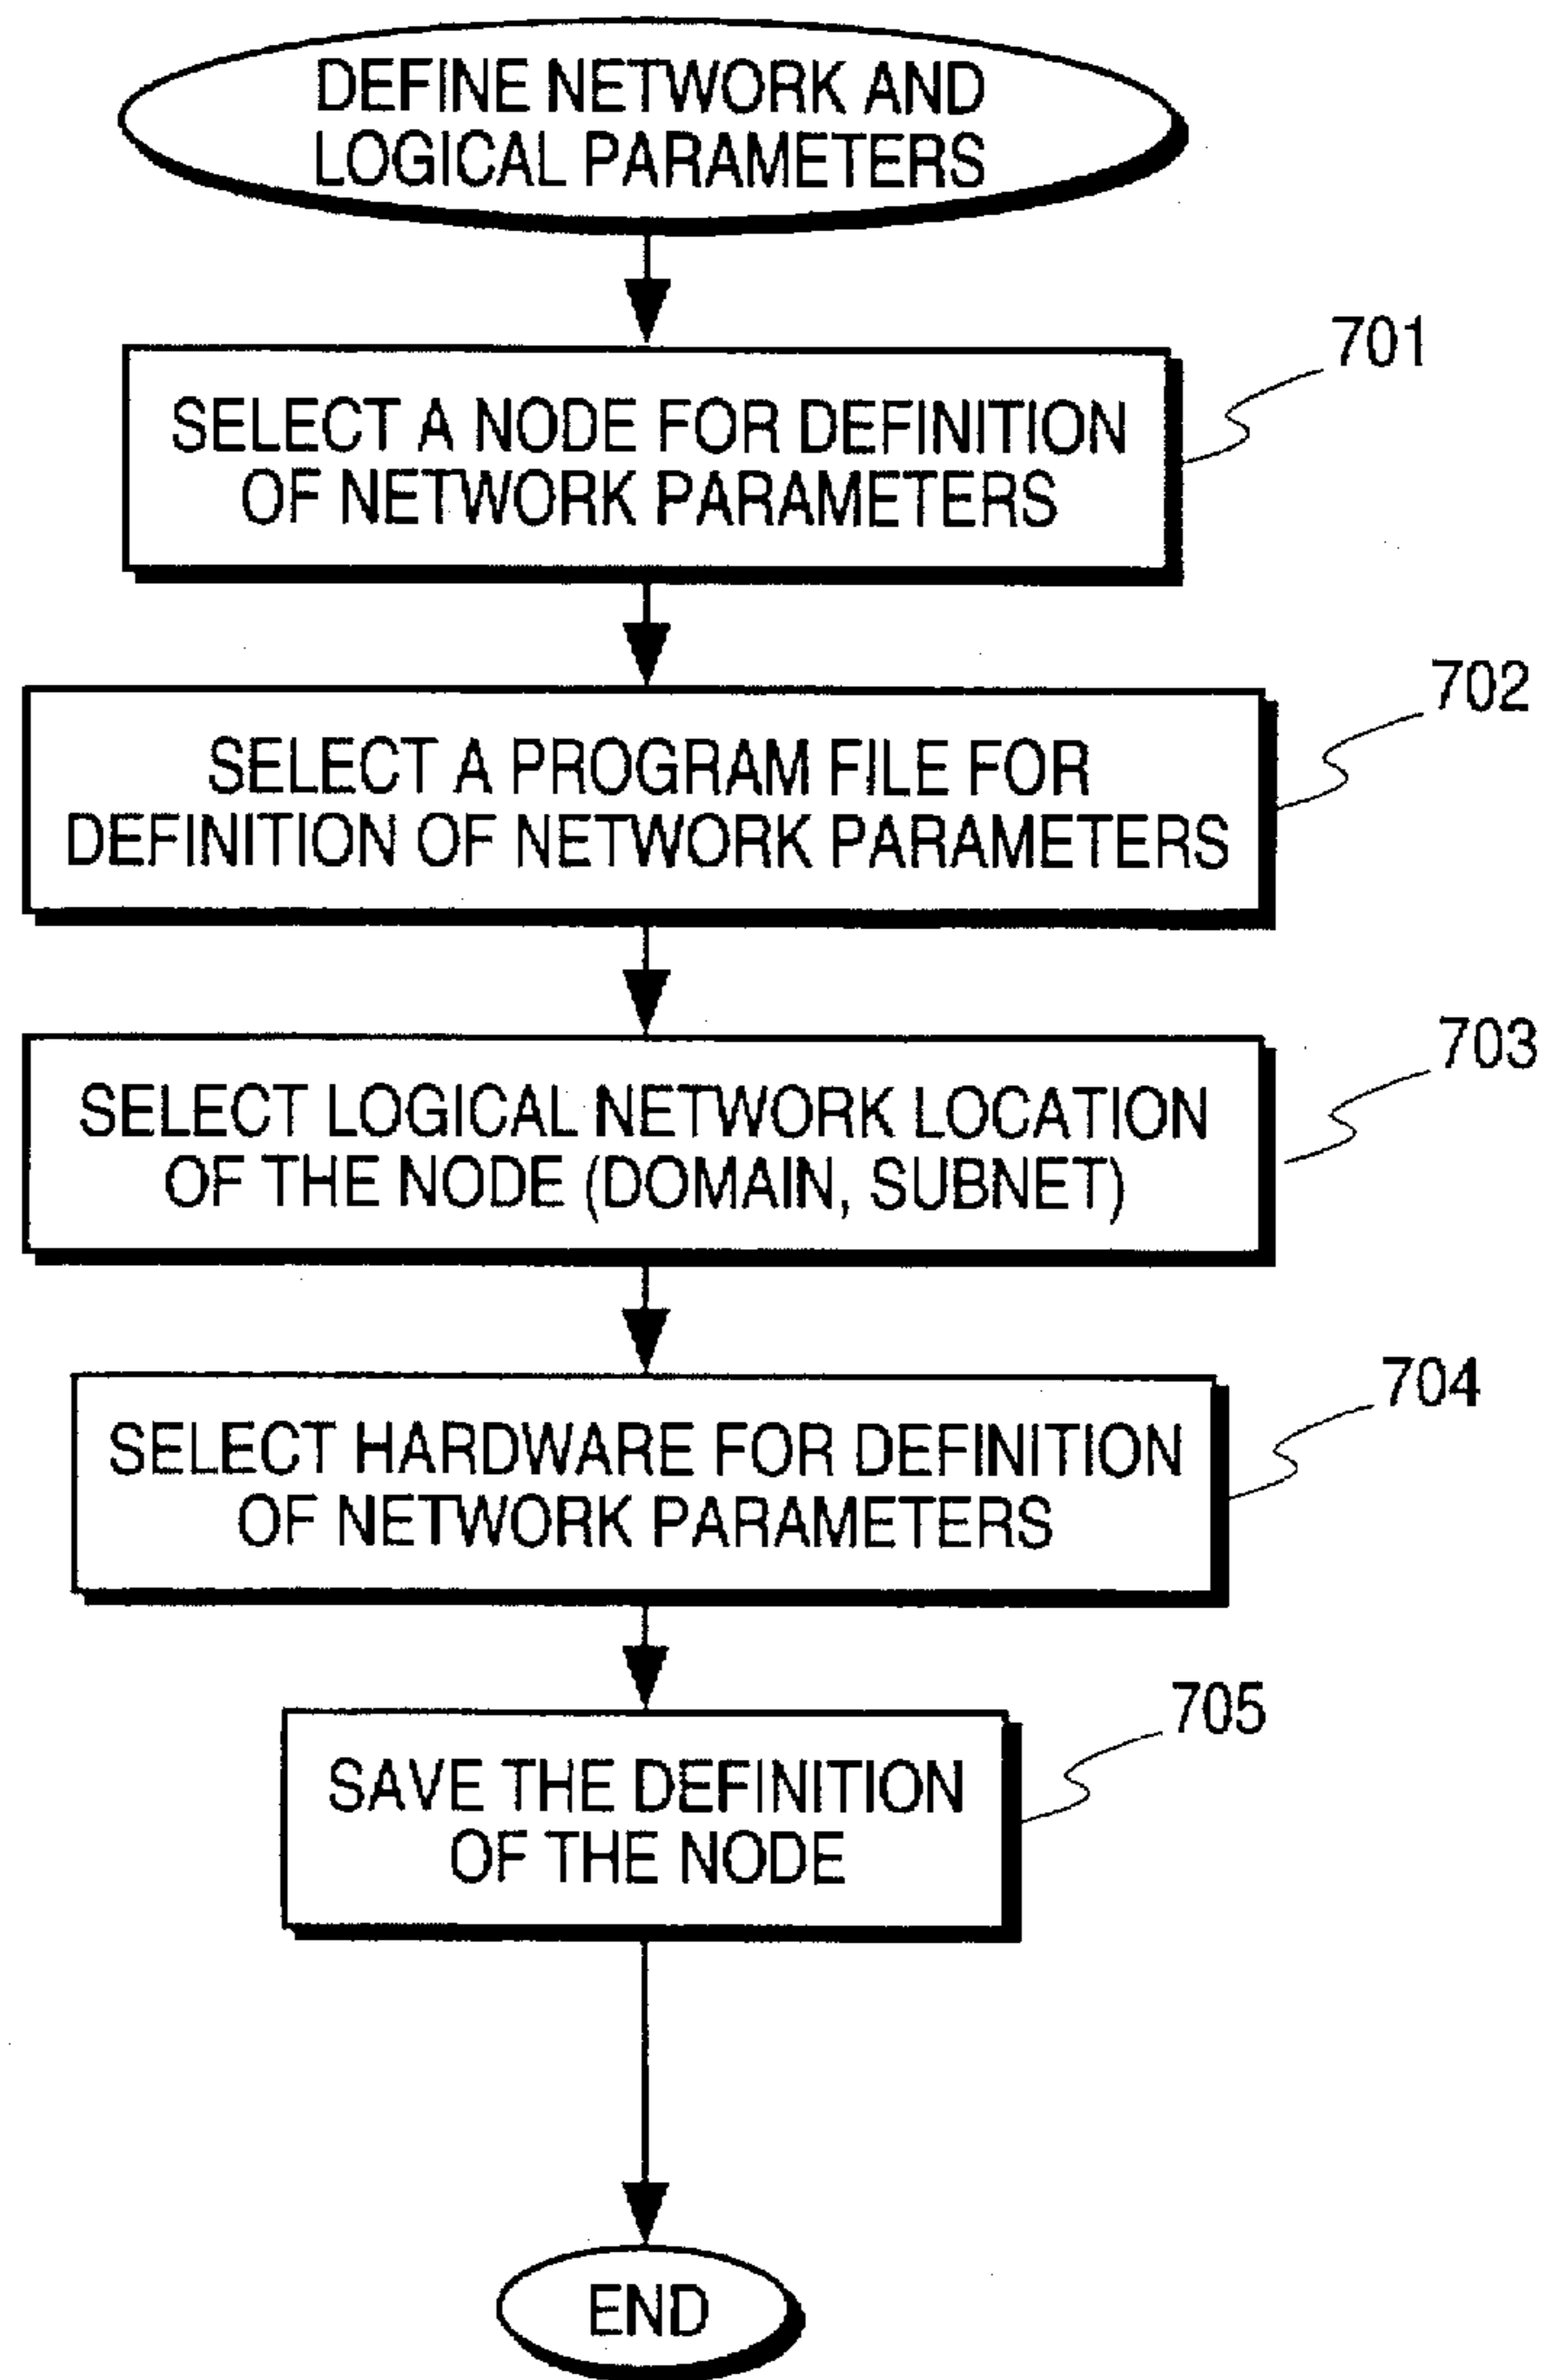 DEFINE NETWORK AND
LOGICAL PARAMETERS
701
SELECT A NODE FOR DEFINITION
OF NETWORK PARAMETERS
702
SELECT A PROGRAM FILE FOR
DEFINITION OF NETWORK PARAMETERS
703
SELECT LOGICAL NETWORK LOCATION
OF THE NODE (DOMAIN, SUBNET)
704
SELECT HARDWARE FOR DEFINITION
OF NETWORK PARAMETERS
705
SAVE THE DEFINITION
OF THE NODE
END